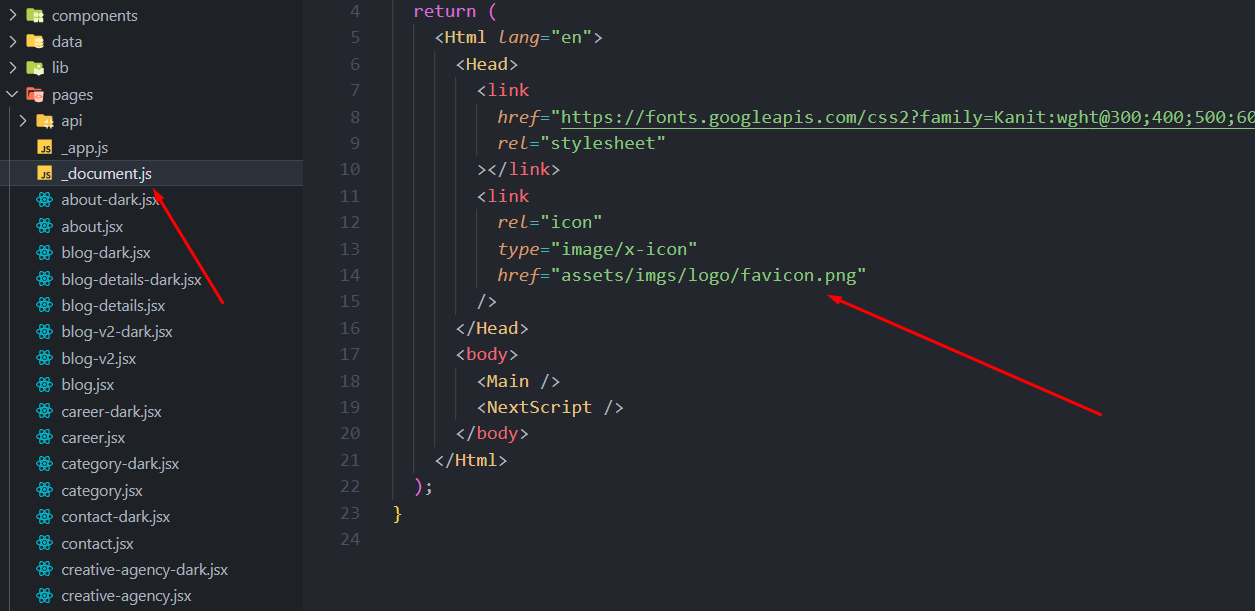 components
data
lib
pages
api
_app.js
_document.js
about-dark.jsx
about.jsx
blog-dark.jsx
blog-details-dark.jsx
blog-details.jsx
blog-v2-dark.jsx
blog-v2.jsx
blog.jsx
career-dark.jsx
career.jsx
category-dark.jsx
category.jsx
contact-dark.jsx
contact.jsx
creative-agency-dark.jsx
creative-agency.jsx
4 return (
5 <Html lang="en">
6 <Head>
7 <link
8 href="https://fonts.googleapis.com/css2?family=Kanit:wght@300;400;500;60
9 rel="stylesheet"
10 ></link>
11 <link
12 rel="icon"
13 type="image/x-icon"
14 href="assets/imgs/logo/favicon.png"
15 />
16 </Head>
17 <body>
18 <Main />
19 <NextScript />
20 </body>
21 </Html>
22 );
23 }
24